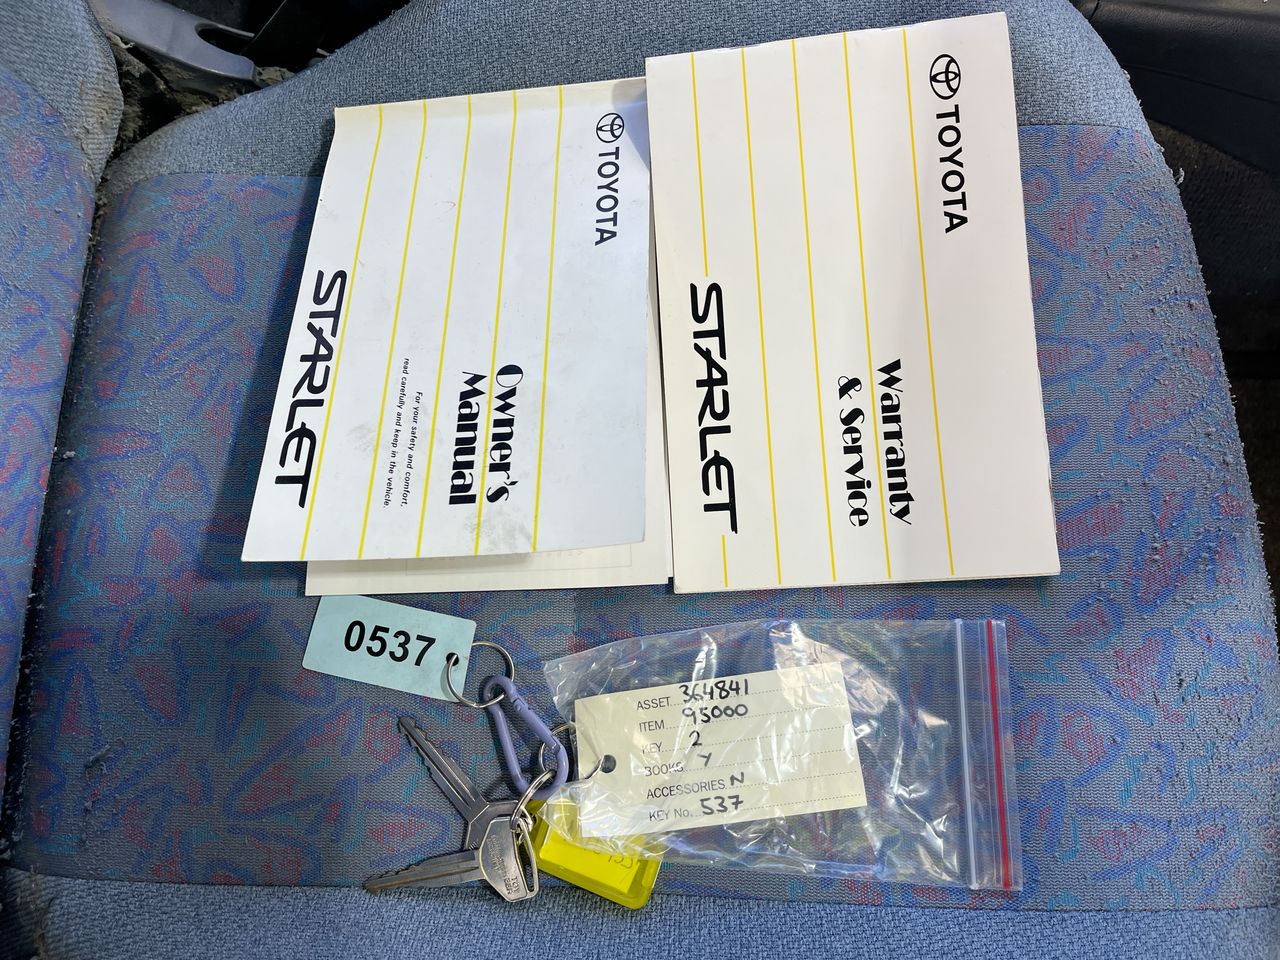 TOYOTA
STARLET
Owner's
Manual
For your safety and comfort,
read carefully and keep in the vehicle.
TOYOTA
STARLET
Warranty
& Service
0537
ASSET 364841
ITEM 95000
KEY 2
BOOKS Y
ACCESSORIES N
KEY No. 537